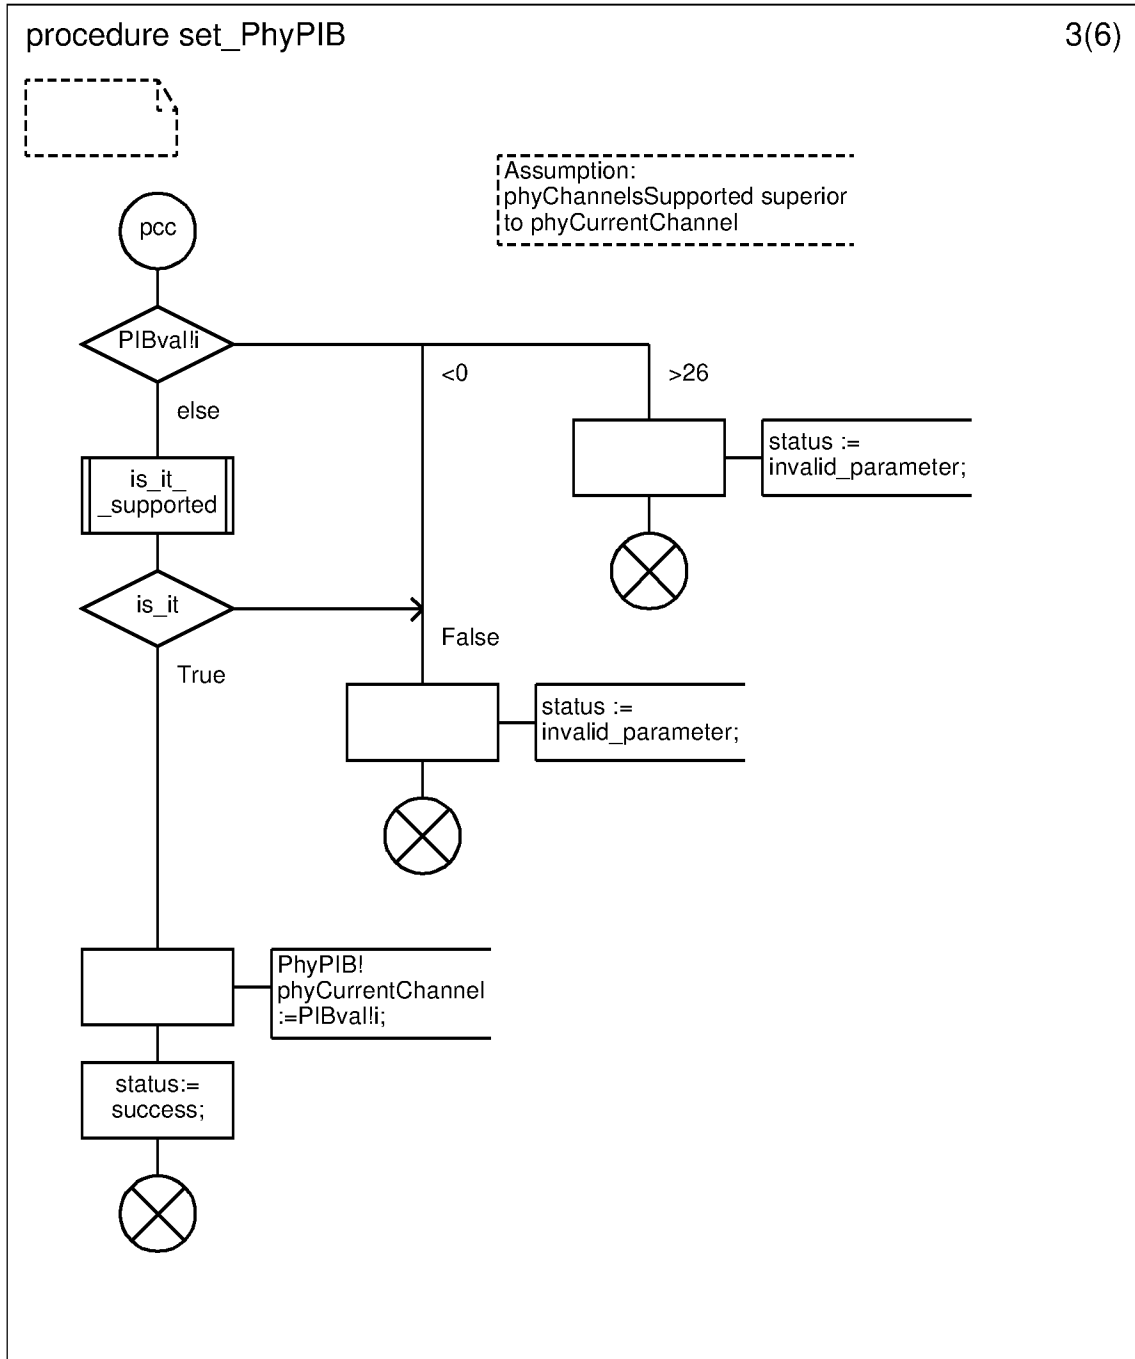 procedure set_PhyPIB
3(6)
Assumption:
phyChannelsSupported superior
to phyCurrentChannel
pcc
PIBval!i
<0
>26
else
status :=
invalid_parameter;
is_it_
_supported
is_it
False
True
status :=
invalid_parameter;
PhyPIB!
phyCurrentChannel
:=PIBval!i;
status:=
success;